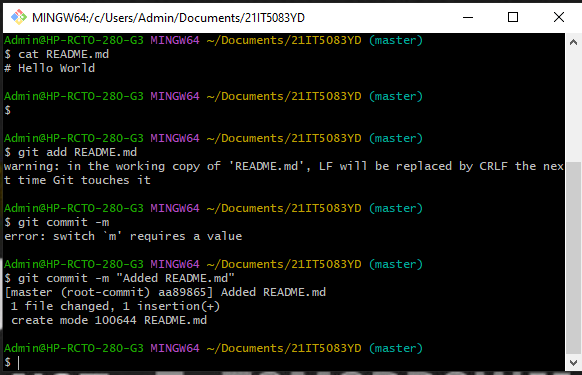 MINGW64:/c/Users/Admin/Documents/21IT5083YD
Admin@HP-RCTO-280-G3 MINGW64 ~/Documents/21IT5083YD (master)
$ cat README.md
# Hello World
Admin@HP-RCTO-280-G3 MINGW64 ~/Documents/21IT5083YD (master)
$
Admin@HP-RCTO-280-G3 MINGW64 ~/Documents/21IT5083YD (master)
$ git add README.md
warning: in the working copy of 'README.md', LF will be replaced by CRLF the nex
t time Git touches it
Admin@HP-RCTO-280-G3 MINGW64 ~/Documents/21IT5083YD (master)
$ git commit -m
error: switch `m' requires a value
Admin@HP-RCTO-280-G3 MINGW64 ~/Documents/21IT5083YD (master)
$ git commit -m "Added README.md"
[master (root-commit) aa89865] Added README.md
 1 file changed, 1 insertion(+)
 create mode 100644 README.md
Admin@HP-RCTO-280-G3 MINGW64 ~/Documents/21IT5083YD (master)
$